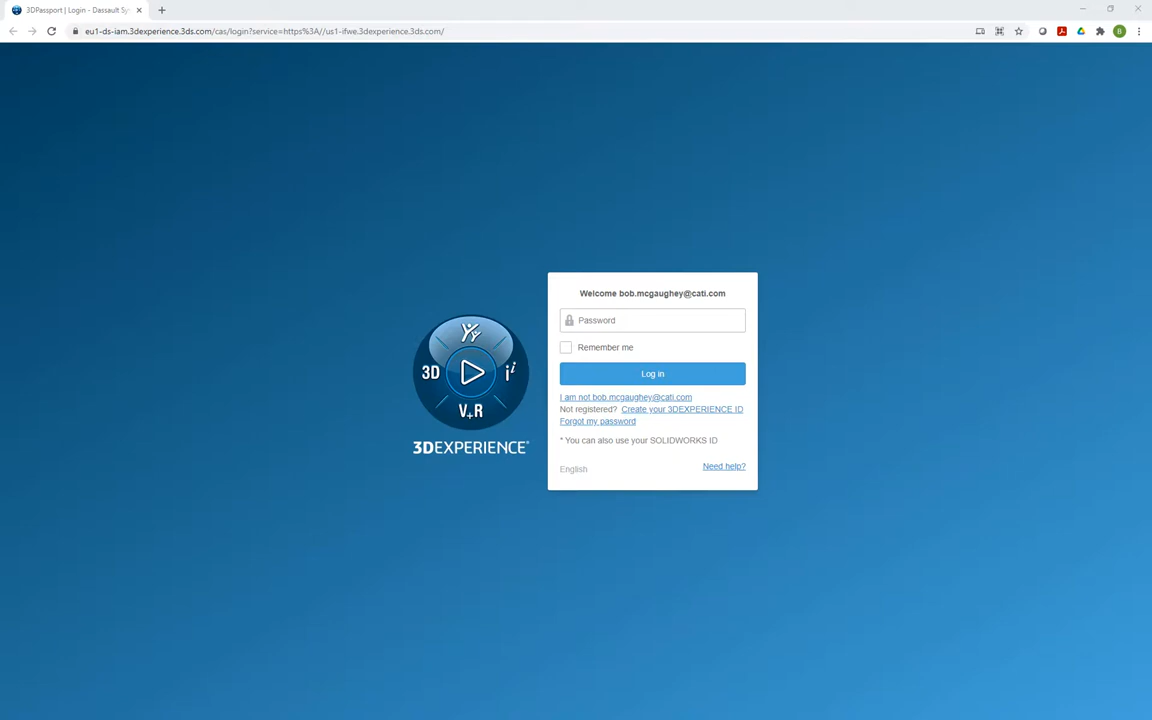 3DPassport | Login - Dassault Sy
eu1-ds-iam.3dexperience.3ds.com/cas/login?service=https%3A//us1-ifwe.3dexperience.3ds.com/
B
Welcome bob.mcgaughey@cati.com
Password
Remember me
Log in
I am not bob.mcgaughey@cati.com
Not registered? Create your 3DEXPERIENCE ID
Forgot my password
* You can also use your SOLIDWORKS ID
English
Need help?
3D
i²
V+R
3DEXPERIENCE®